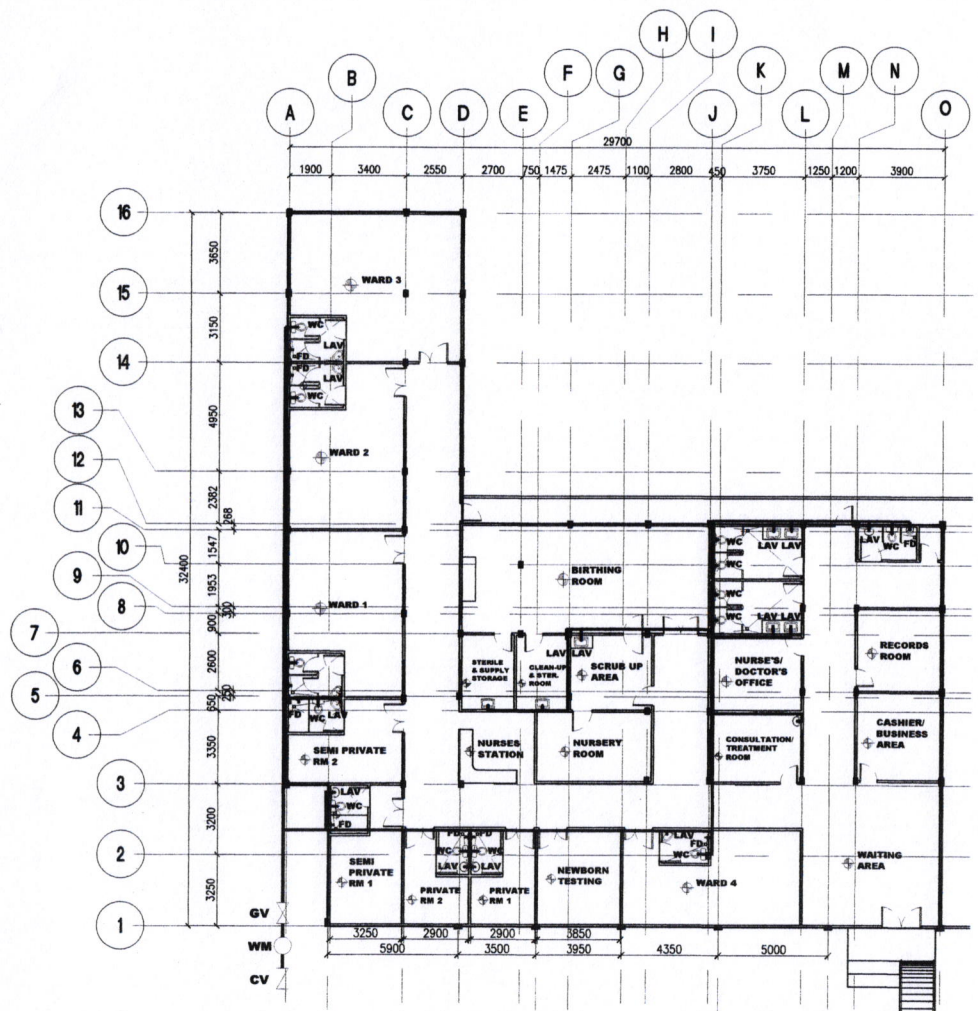 H I
B F G K M N
A C D E J L O
29700
1900 3400 2550 2700 750 1475 2475 1100 2800 450 3750 1250 1200 3900
16
3650
15
WARD 3
3150
WC
LAV
14
FD
FD
LAV
WC
4950
13
WARD 2
12
2382
11
268
10
1547
32400
9
1953
8
300
WARD 1
7
900
6
2600
5
250
4
650
3350
3
3200
2
3250
1
BIRTHING
ROOM
WC
LAV LAV
WC
WC
LAV LAV
WC
LAV WC FD
STERILE
& SUPPLY
STORAGE
CLEAN-UP
& STER.
ROOM
LAV LAV
SCRUB UP
AREA
NURSE'S/
DOCTOR'S
OFFICE
RECORDS
ROOM
FD WC LAV
SEMI PRIVATE
RM 2
NURSES
STATION
NURSERY
ROOM
CONSULTATION/
TREATMENT
ROOM
CASHIER/
BUSINESS
AREA
LAV
WC
FD
SEMI
PRIVATE
RM 1
FD FD
WC WC
LAV LAV
PRIVATE
RM 2
PRIVATE
RM 1
NEWBORN
TESTING
LAV
FD
WC
WARD 4
WAITING
AREA
GV
WM
CV
3250 2900 2900 3850
5900 3500 3950 4350 5000